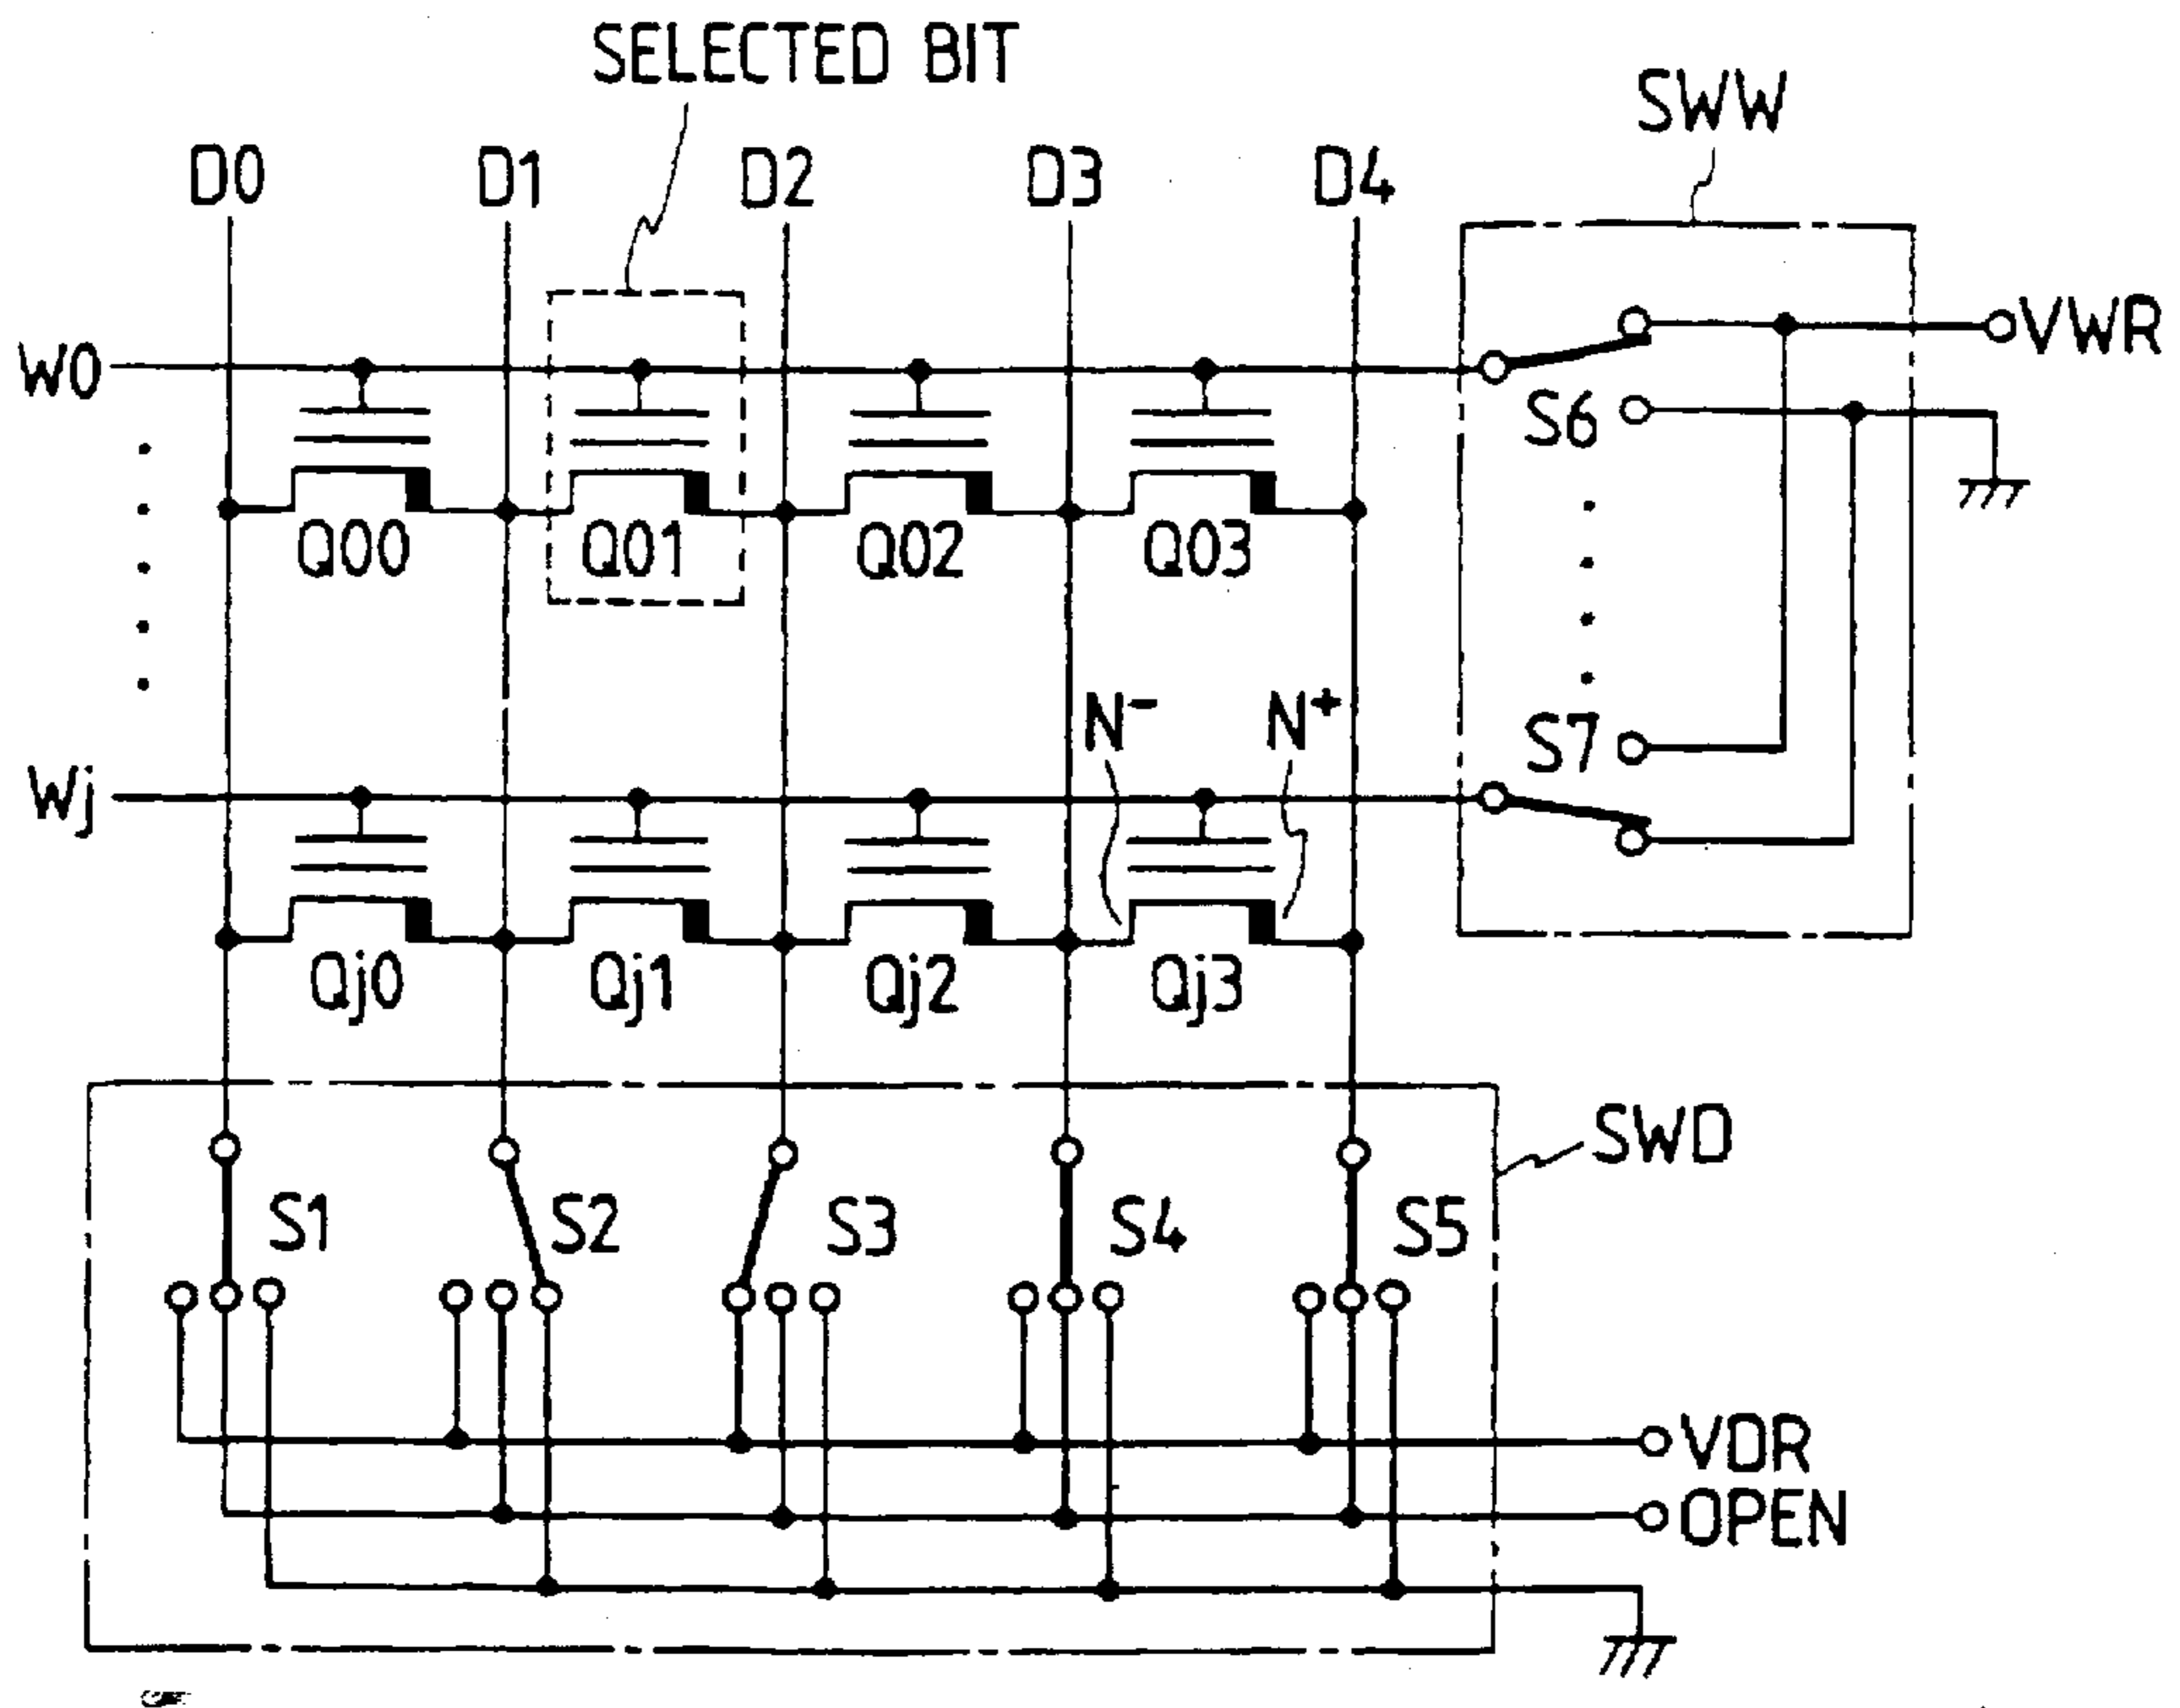 SELECTED BIT
SWW
D0 D1 D2 D3 D4
W0
VWR
S6
Q00 Q01 Q02 Q03
N⁻ N⁺
S7
Wj
Qj0 Qj1 Qj2 Qj3
SWD
S1 S2 S3 S4 S5
VDR
OPEN